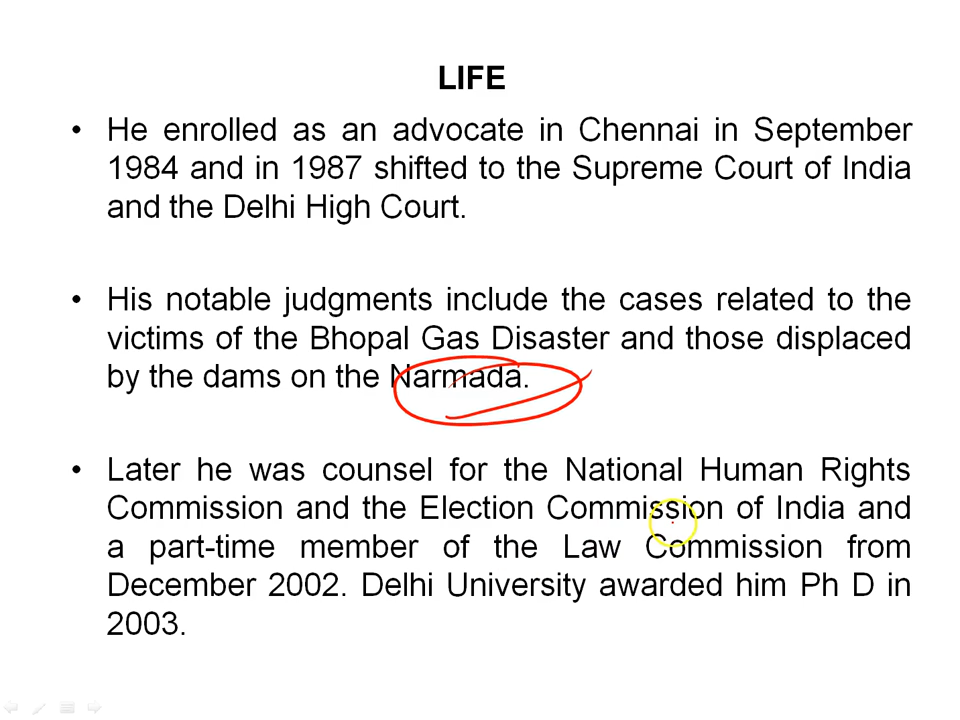 LIFE
• He enrolled as an advocate in Chennai in September
1984 and in 1987 shifted to the Supreme Court of India
and the Delhi High Court.
• His notable judgments include the cases related to the
victims of the Bhopal Gas Disaster and those displaced
by the dams on the Narmada.
• Later he was counsel for the National Human Rights
Commission and the Election Commission of India and
a part-time member of the Law Commission from
December 2002. Delhi University awarded him Ph D in
2003.